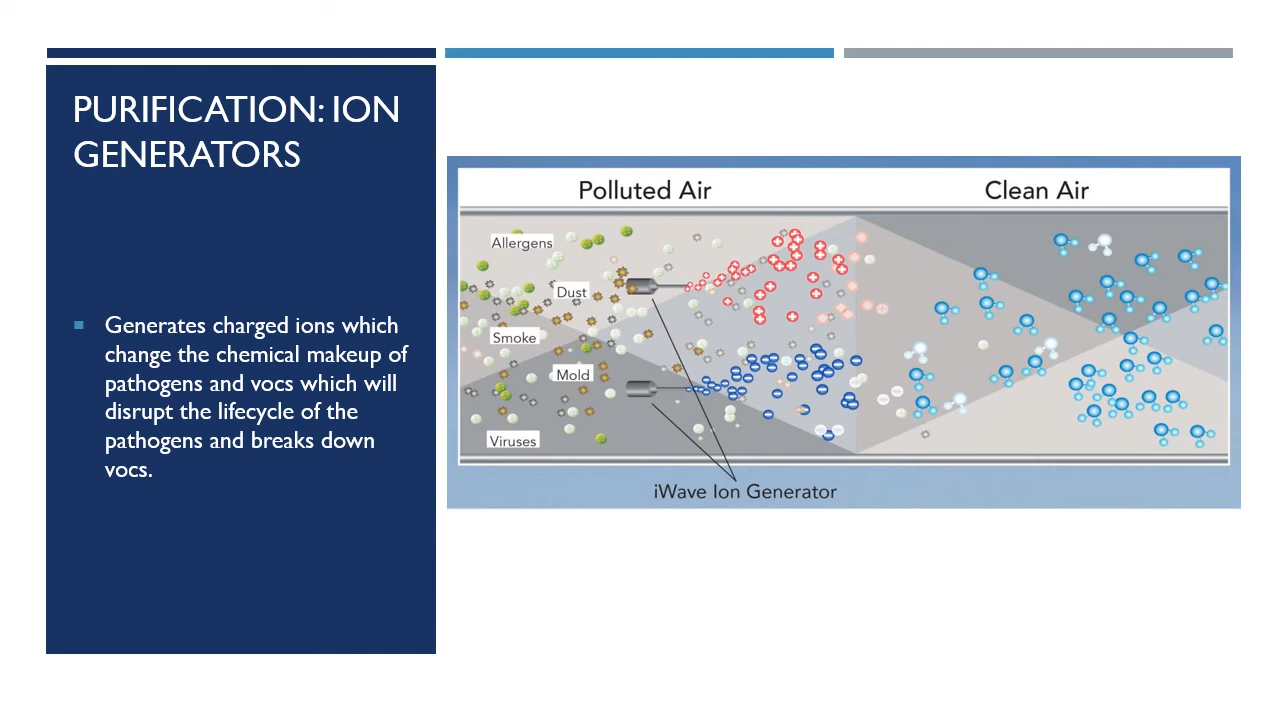 PURIFICATION: ION
GENERATORS
Generates charged ions which
change the chemical makeup of
pathogens and vocs which will
disrupt the lifecycle of the
pathogens and breaks down
vocs.
Polluted Air
Clean Air
Allergens
Dust
Smoke
Mold
Viruses
iWave Ion Generator